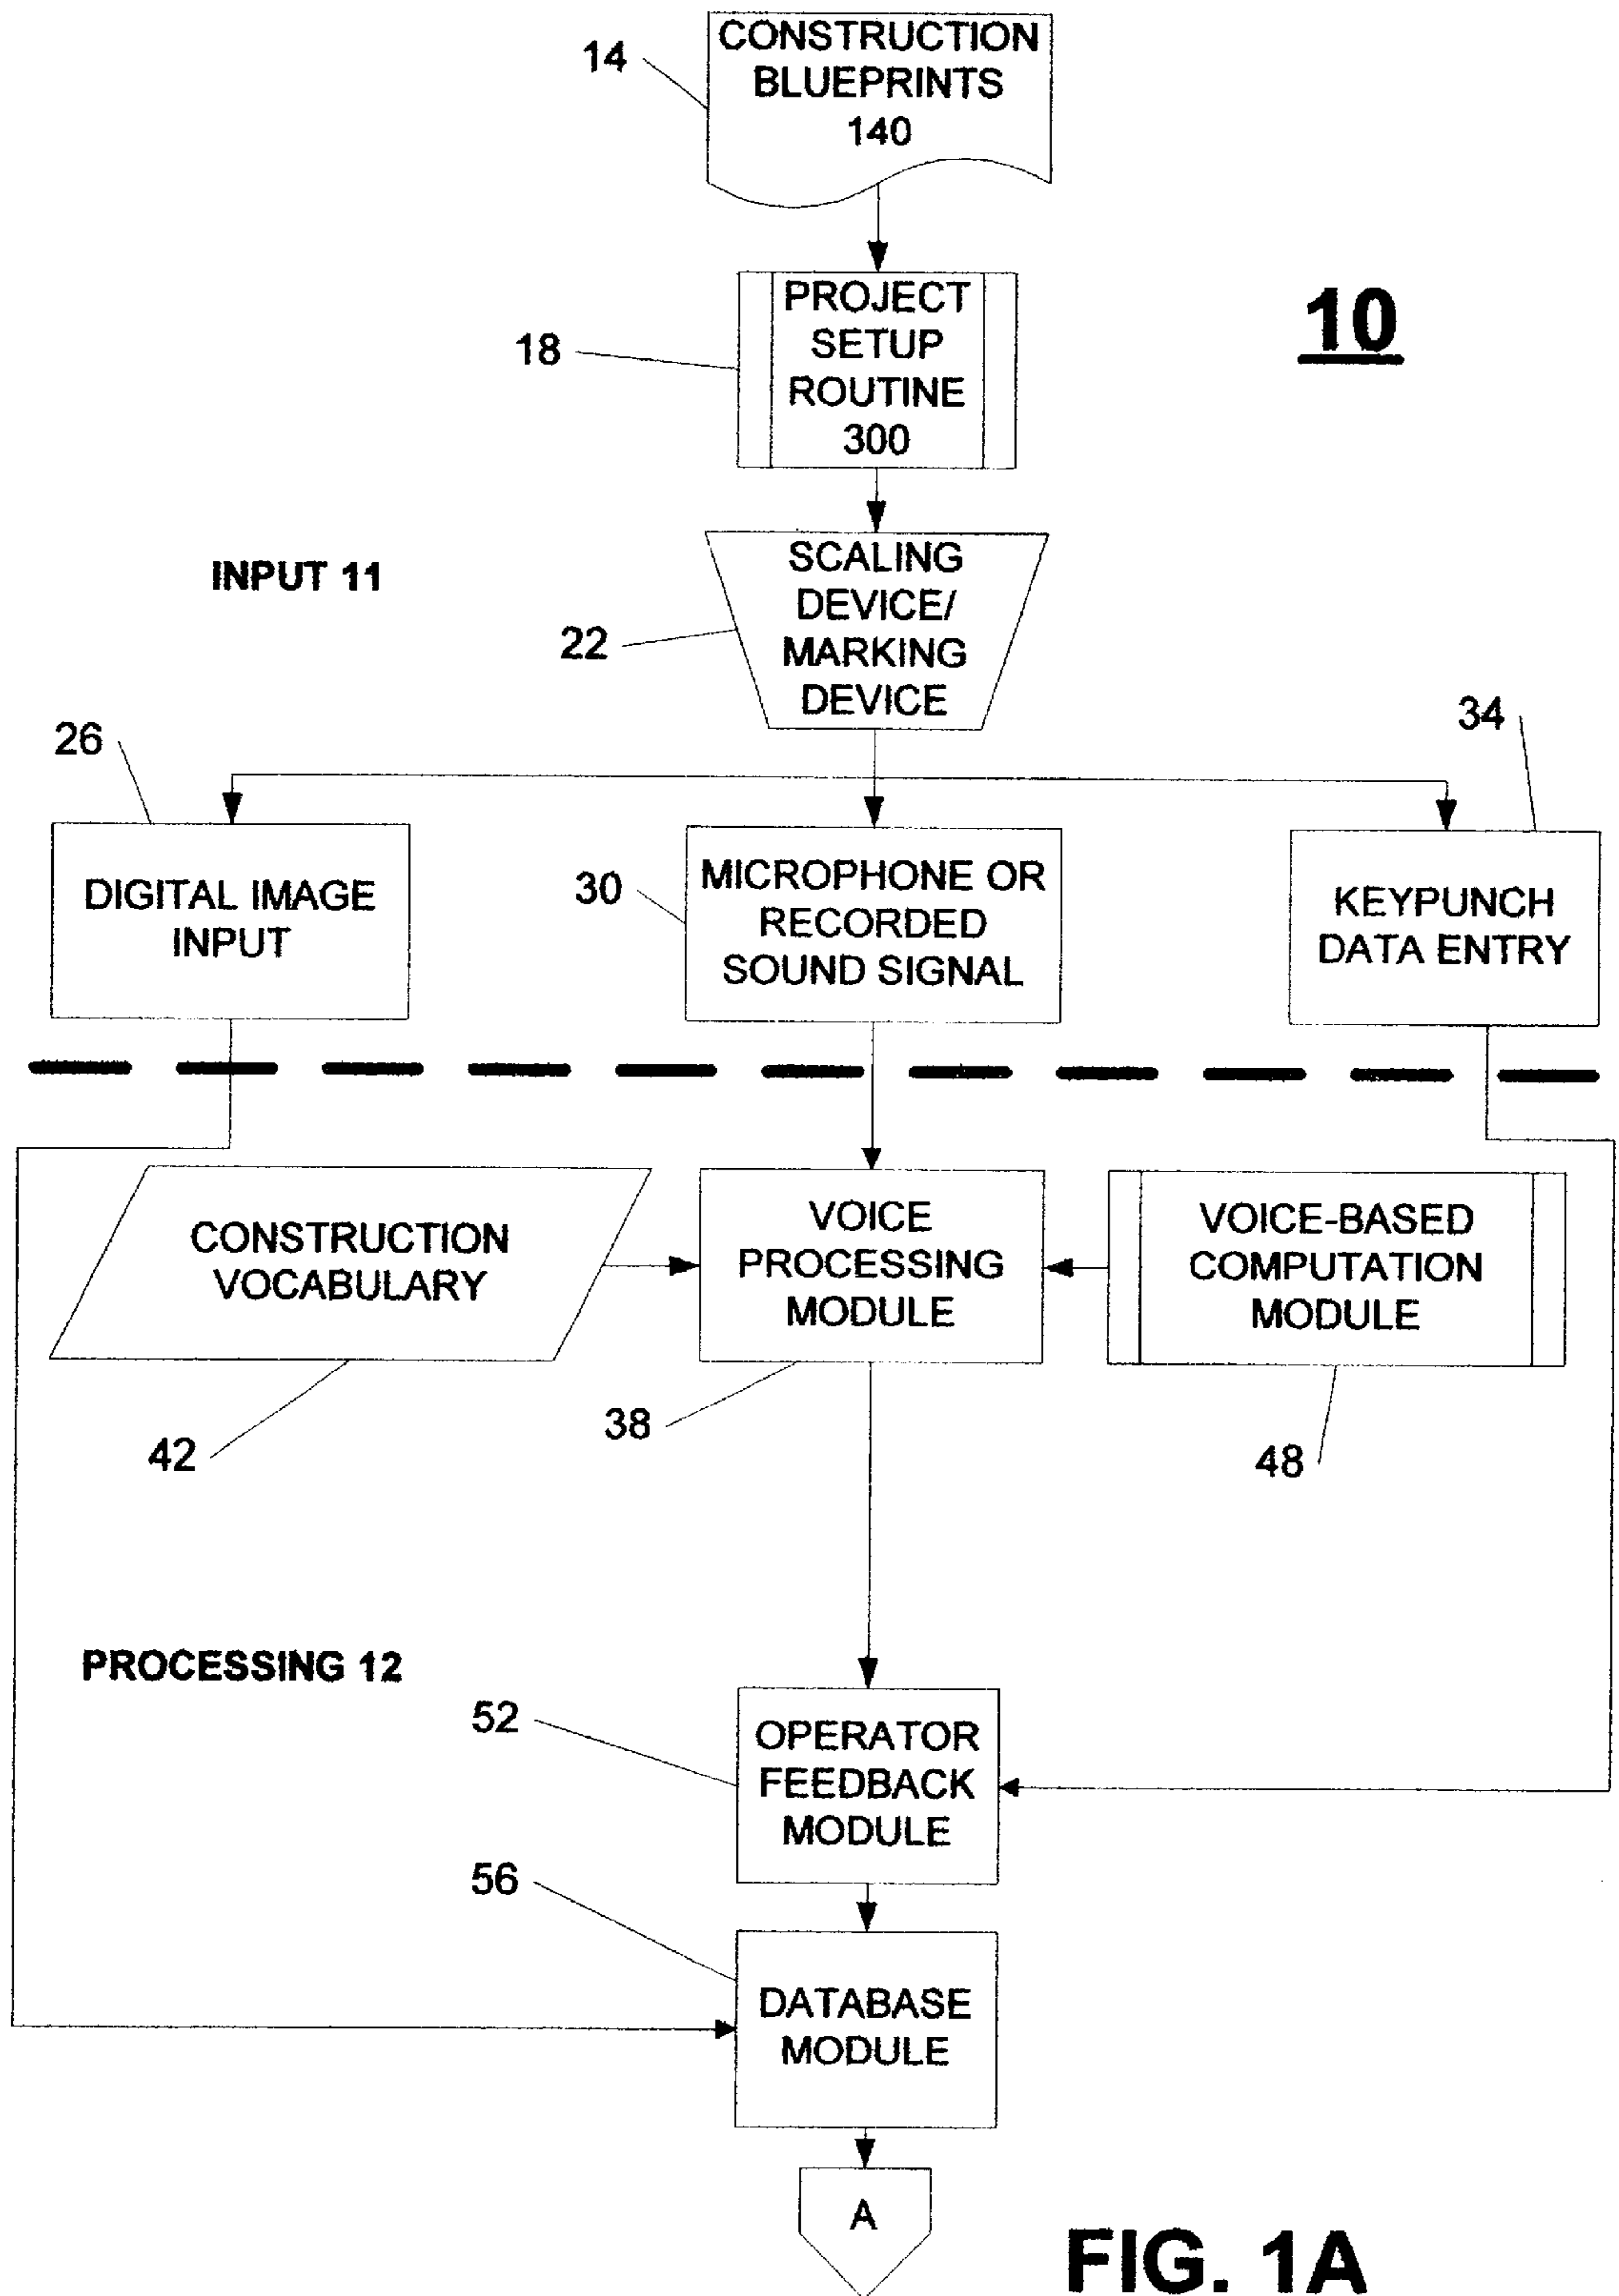 14
CONSTRUCTION
BLUEPRINTS
140
10
18
PROJECT
SETUP
ROUTINE
300
INPUT 11
22
SCALING
DEVICE/
MARKING
DEVICE
26
34
DIGITAL IMAGE
INPUT
30
MICROPHONE OR
RECORDED
SOUND SIGNAL
KEYPUNCH
DATA ENTRY
CONSTRUCTION
VOCABULARY
VOICE
PROCESSING
MODULE
VOICE-BASED
COMPUTATION
MODULE
42
38
48
PROCESSING 12
52
OPERATOR
FEEDBACK
MODULE
56
DATABASE
MODULE
A
FIG. 1A